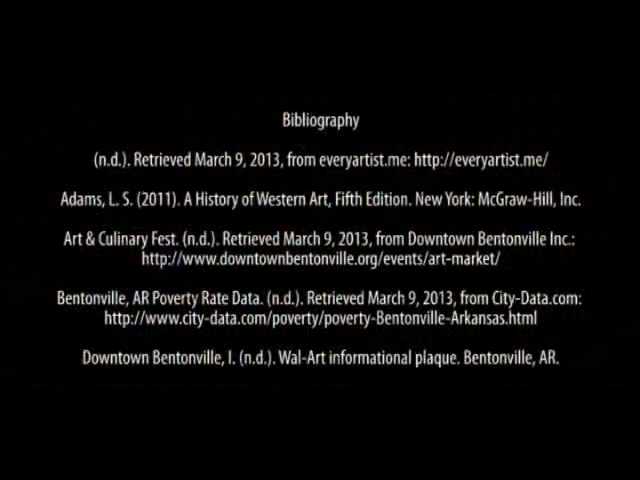 Bibliography
(n.d.). Retrieved March 9, 2013, from everyartist.me: http://everyartist.me/
Adams, L. S. (2011). A History of Western Art, Fifth Edition. New York: McGraw-Hill, Inc.
Art & Culinary Fest. (n.d.). Retrieved March 9, 2013, from Downtown Bentonville Inc.:
http://www.downtownbentonville.org/events/art-market/
Bentonville, AR Poverty Rate Data. (n.d.). Retrieved March 9, 2013, from City-Data.com:
http://www.city-data.com/poverty/poverty-Bentonville-Arkansas.html
Downtown Bentonville, I. (n.d.). Wal-Art informational plaque. Bentonville, AR.